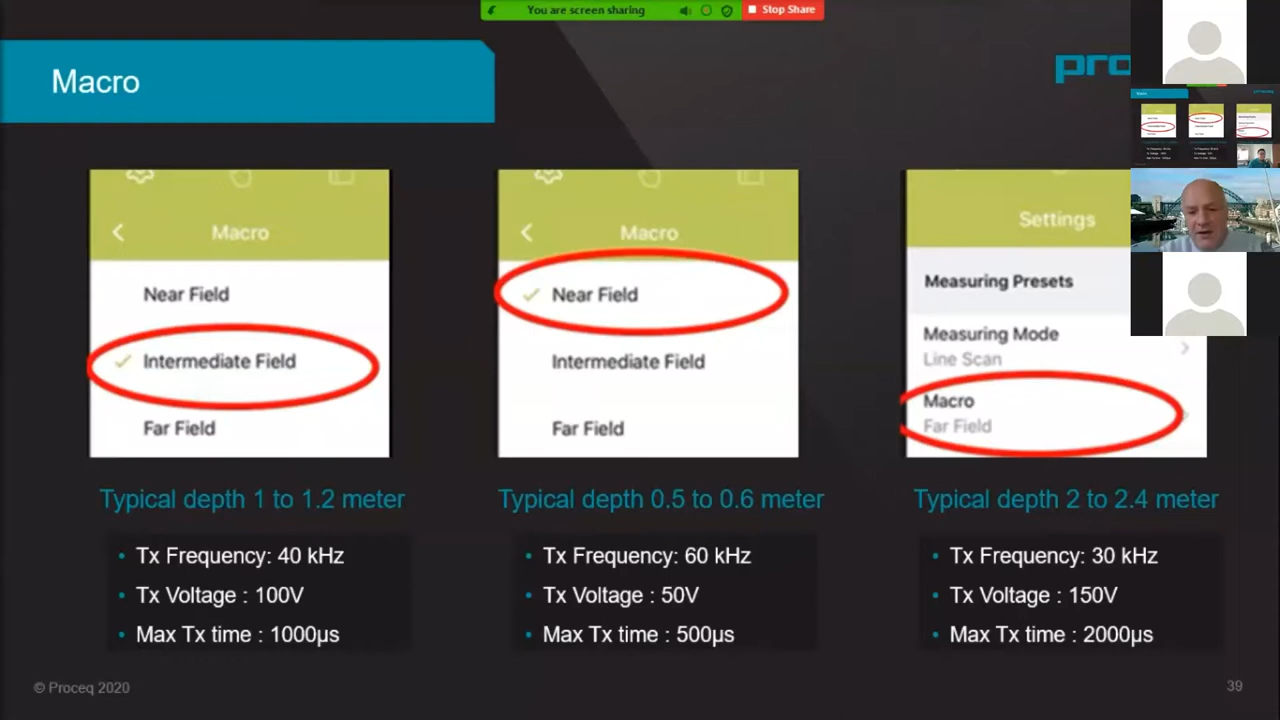 You are screen sharing
Stop Share
Macro
pro
Macro
Near Field
Intermediate Field
Far Field
Typical depth 1 to 1.2 meter
• Tx Frequency: 40 kHz
• Tx Voltage : 100V
• Max Tx time : 1000µs
Macro
Near Field
Intermediate Field
Far Field
Typical depth 0.5 to 0.6 meter
• Tx Frequency: 60 kHz
• Tx Voltage : 50V
• Max Tx time : 500µs
Settings
Measuring Presets
Measuring Mode
Line Scan
Macro
Far Field
Typical depth 2 to 2.4 meter
• Tx Frequency: 30 kHz
• Tx Voltage : 150V
• Max Tx time : 2000µs
© Proceq 2020
39